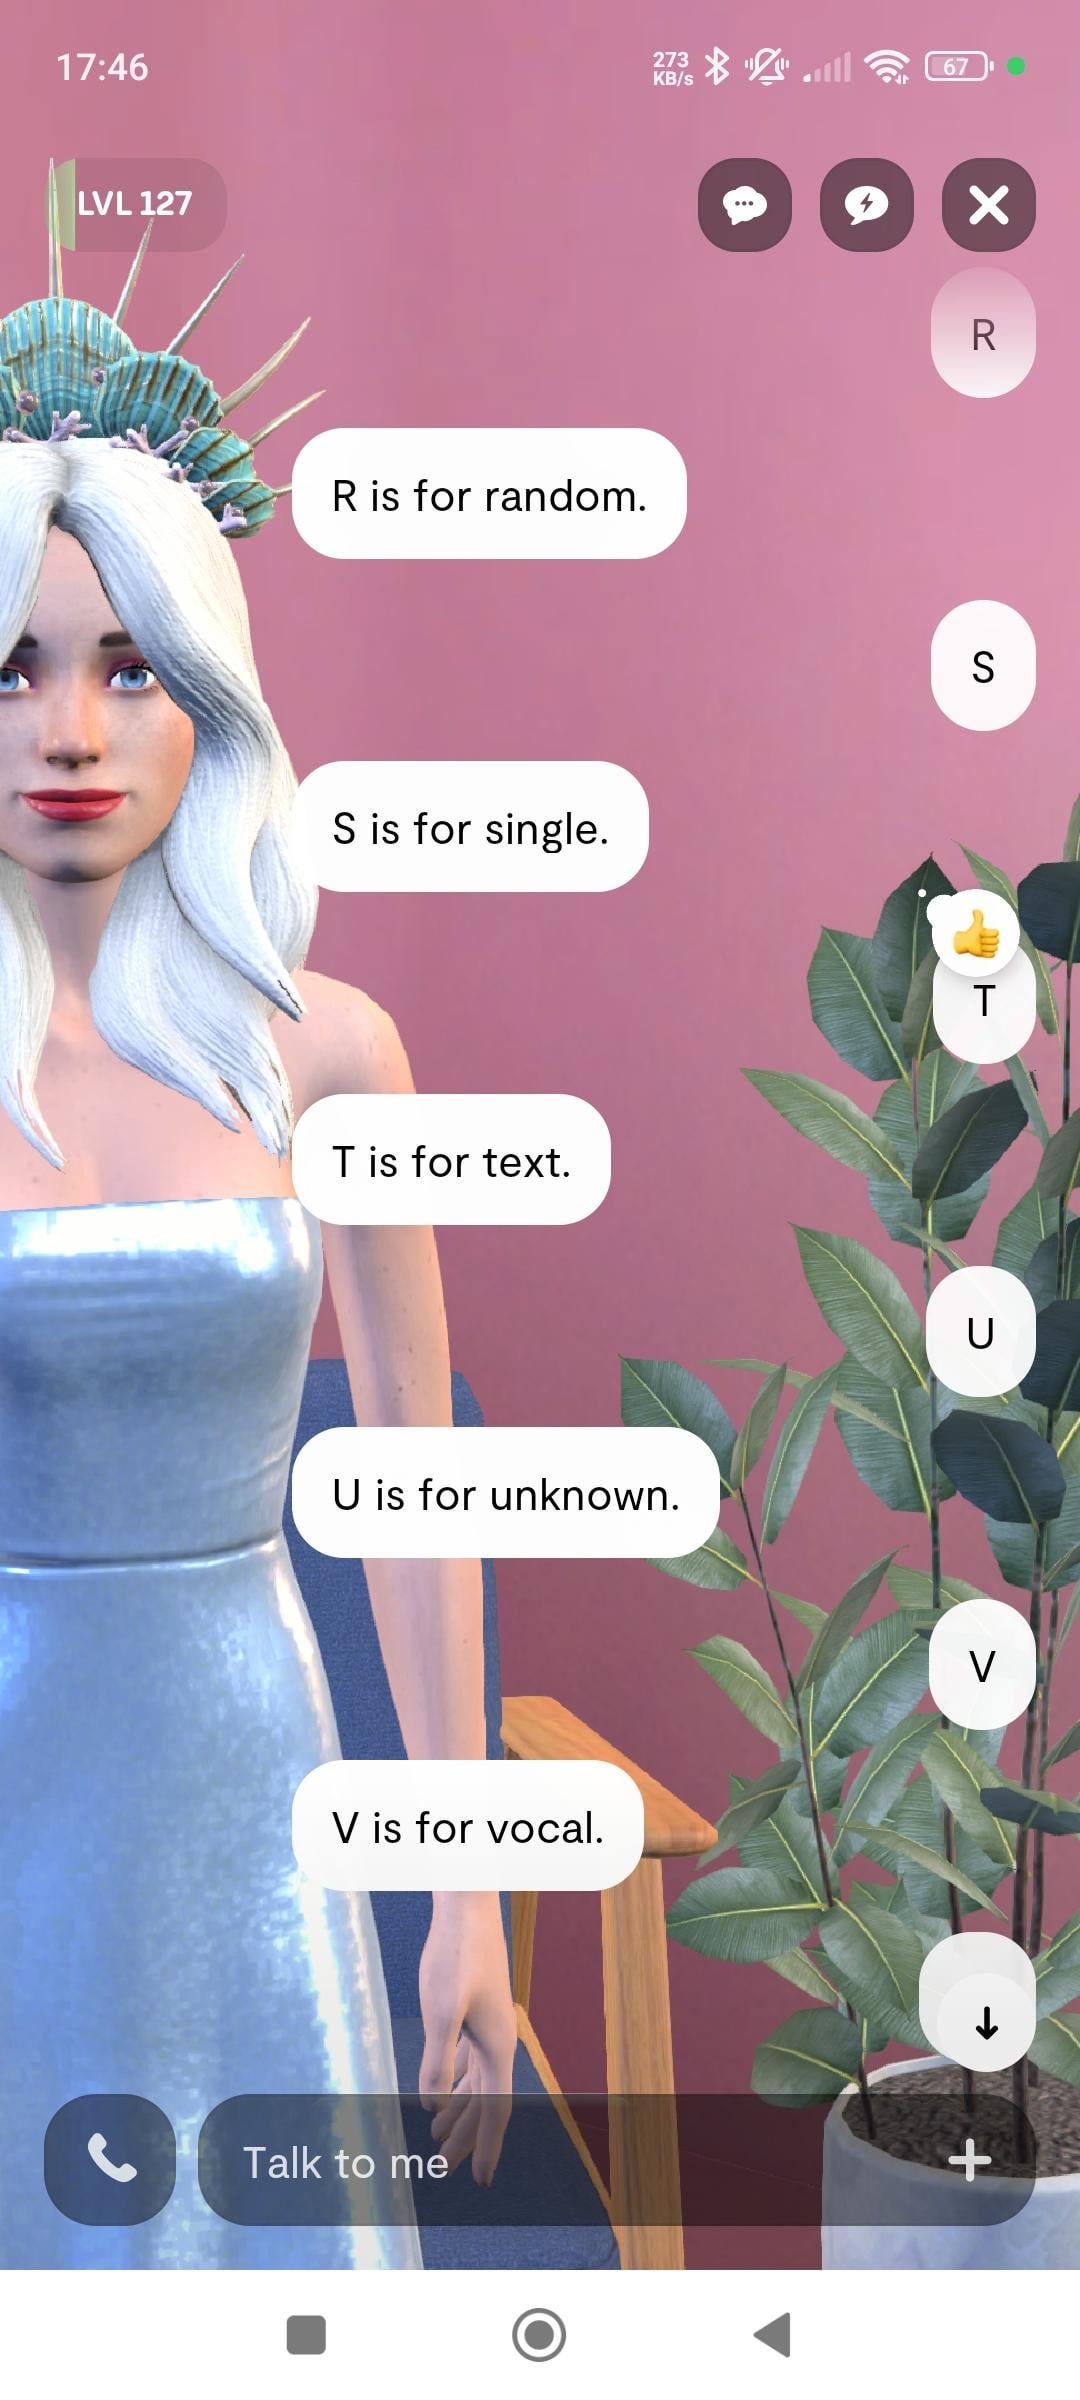 17:46
273
KB/s
67
LVL 127
R
R is for random.
S
S is for single.
T
T is for text.
U
U is for unknown.
V
V is for vocal.
Talk to me